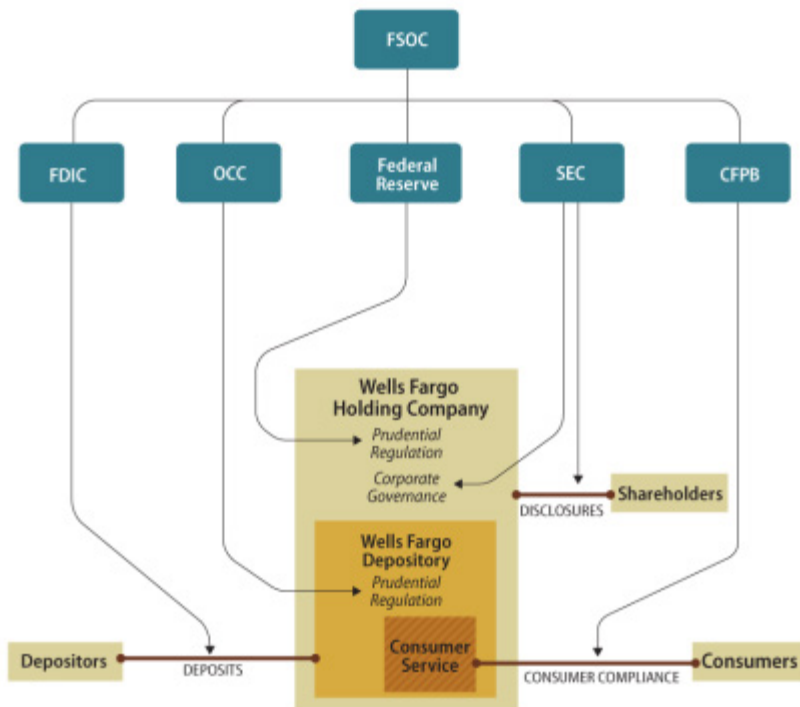 FSOC
FDIC
OCC
Federal
Reserve
SEC
CFPB
Wells Fargo
Holding Company
Prudential
Regulation
Corporate
Governance
Shareholders
DISCLOSURES
Wells Fargo
Depository
Prudential
Regulation
Consumer
Service
Depositors
DEPOSITS
CONSUMER COMPLIANCE
Consumers